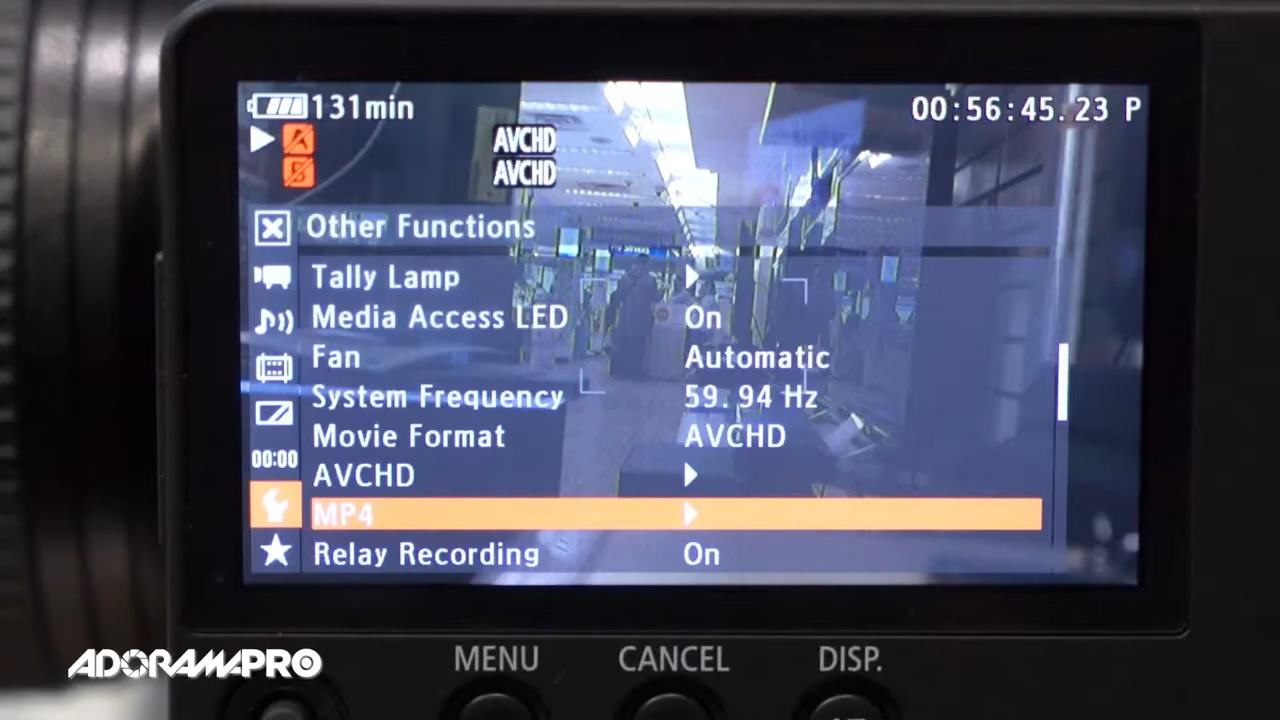 131min
00:56:45.23 P
A
AVCHD
B
AVCHD
Other Functions
Tally Lamp
Media Access LED On
Fan Automatic
System Frequency 59.94 Hz
Movie Format AVCHD
00:00
AVCHD
MP4
Relay Recording On
ADORAMAPRO
MENU CANCEL DISP.